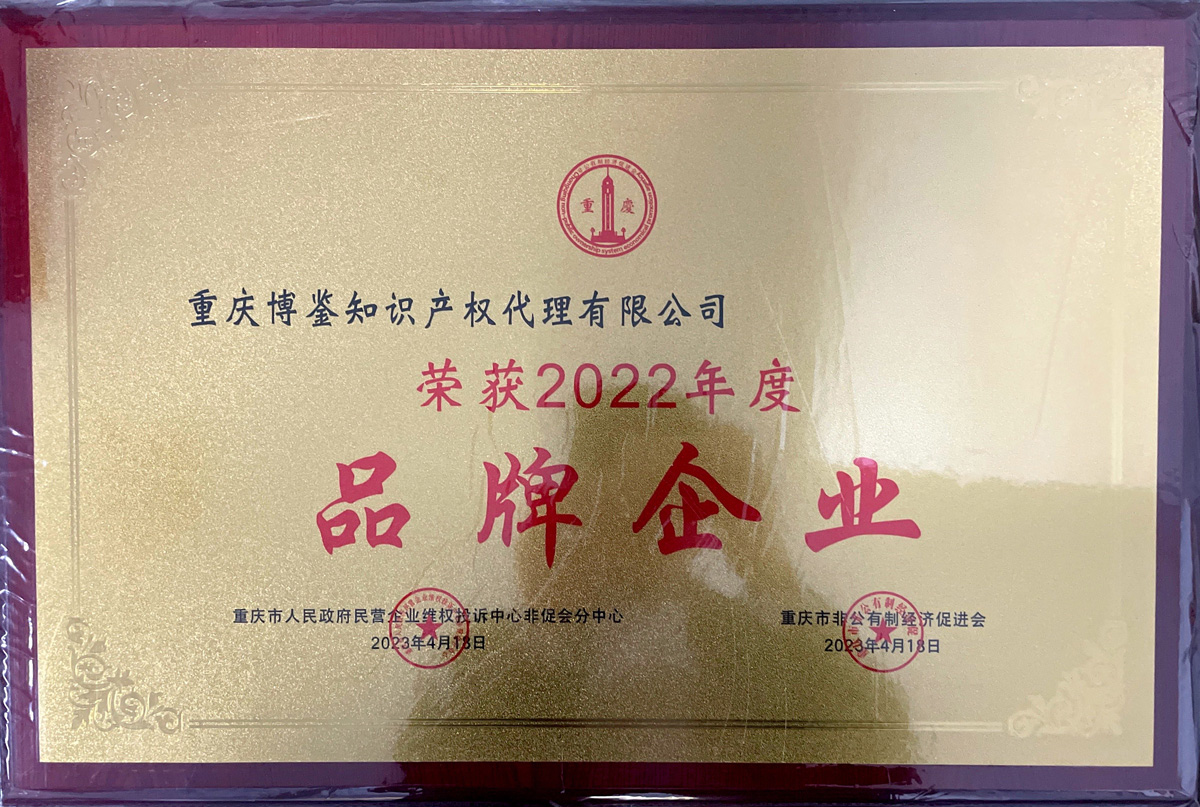 重慶
重庆博鉴知识产权代理有限公司
荣获2022年度
品牌企业
重庆市人民政府民营企业维权投诉中心非促会分中心
2023年4月18日
重庆市非公有制经济促进会
2023年4月18日